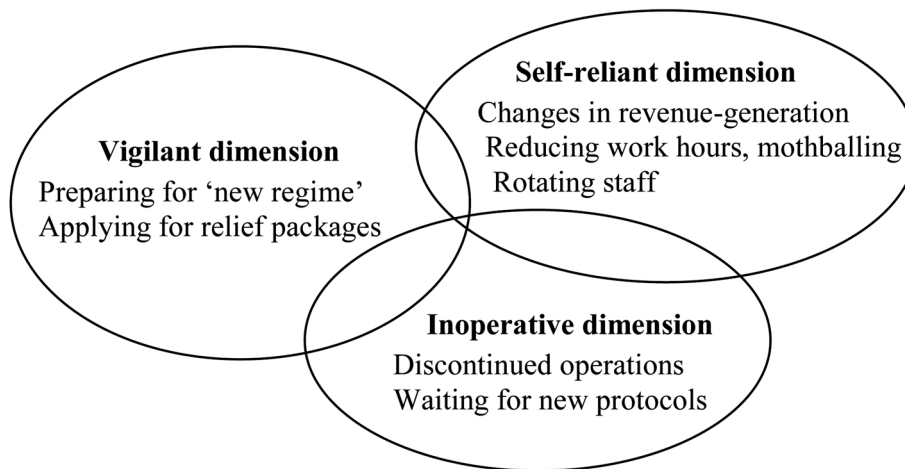 Vigilant dimension
Preparing for ‘new regime’
Applying for relief packages
Self-reliant dimension
Changes in revenue-generation
Reducing work hours, mothballing
Rotating staff
Inoperative dimension
Discontinued operations
Waiting for new protocols